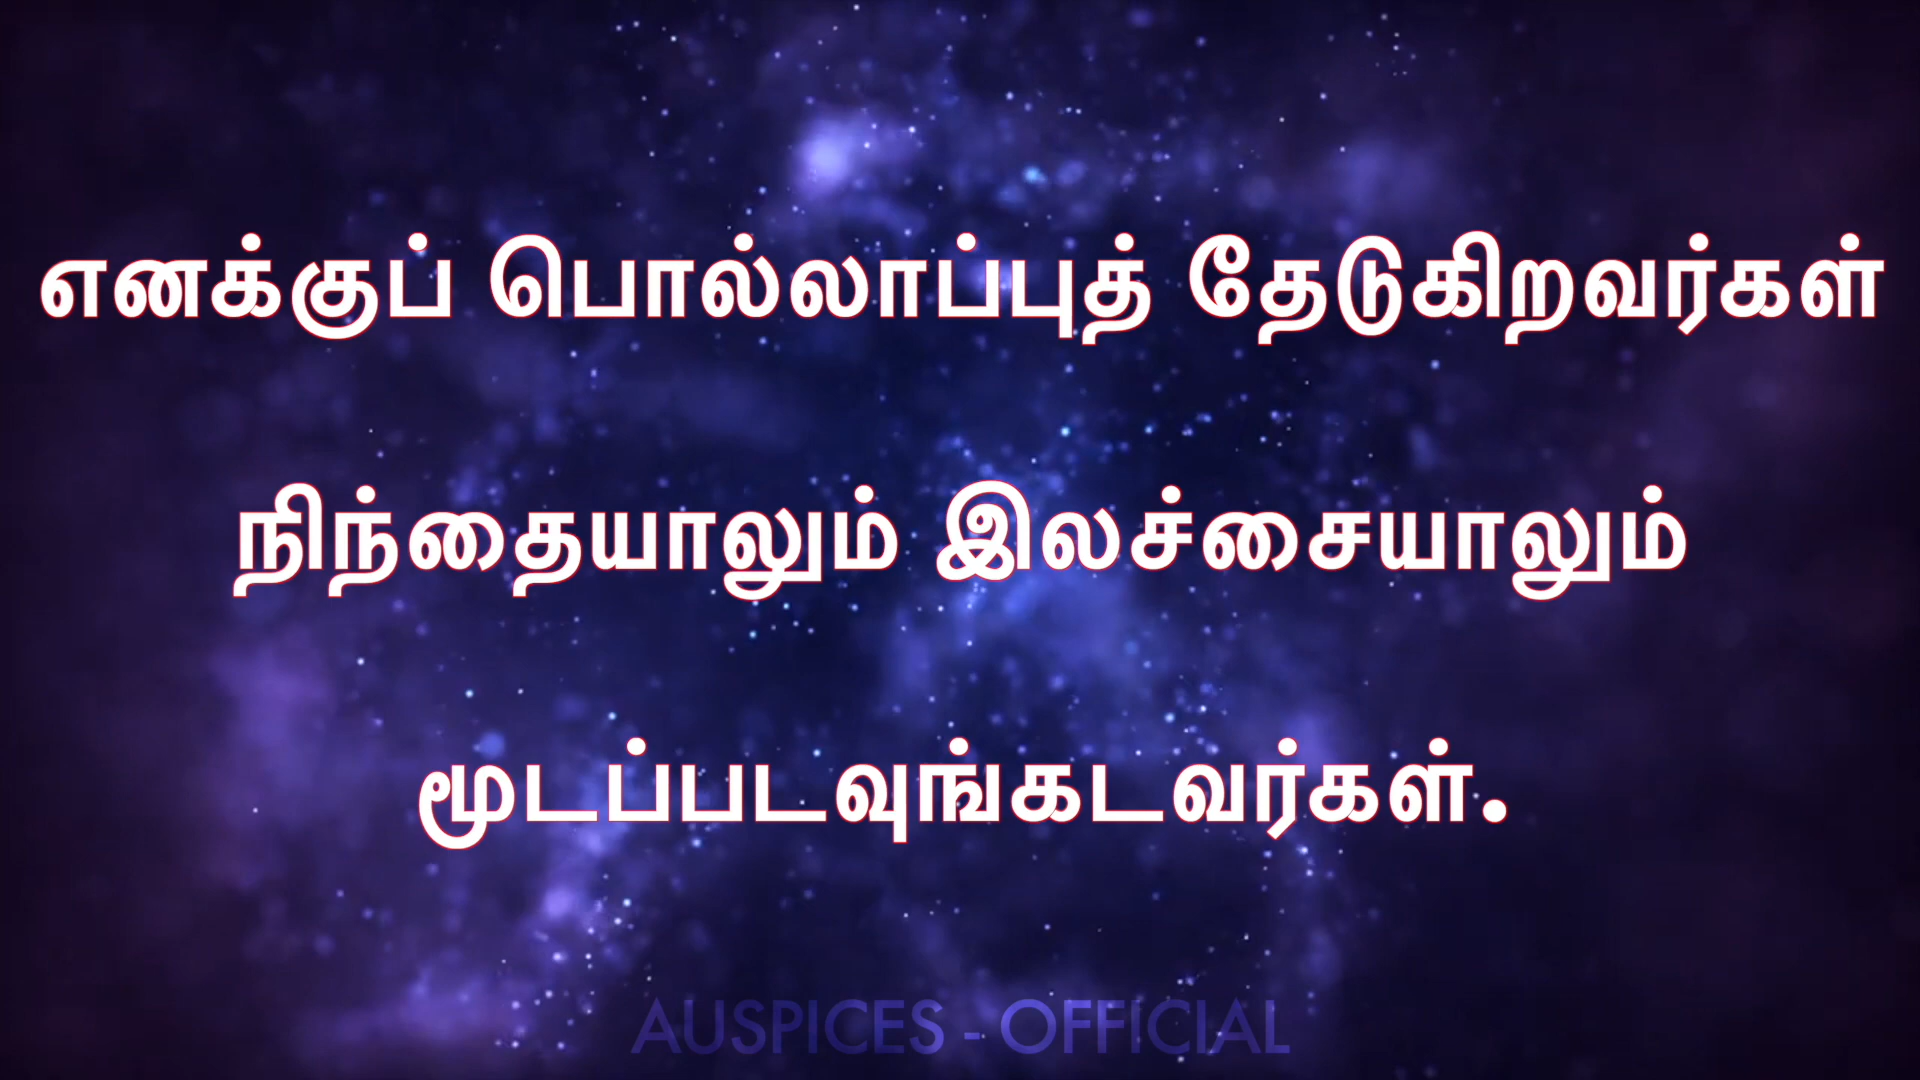 எனக்குப் பொல்லாப்புத் தேடுகிறவர்கள்
நிந்தையாலும் இலச்சையாலும்
மூடப்படவுங்கடவர்கள்.
AUSPICES - OFFICIAL